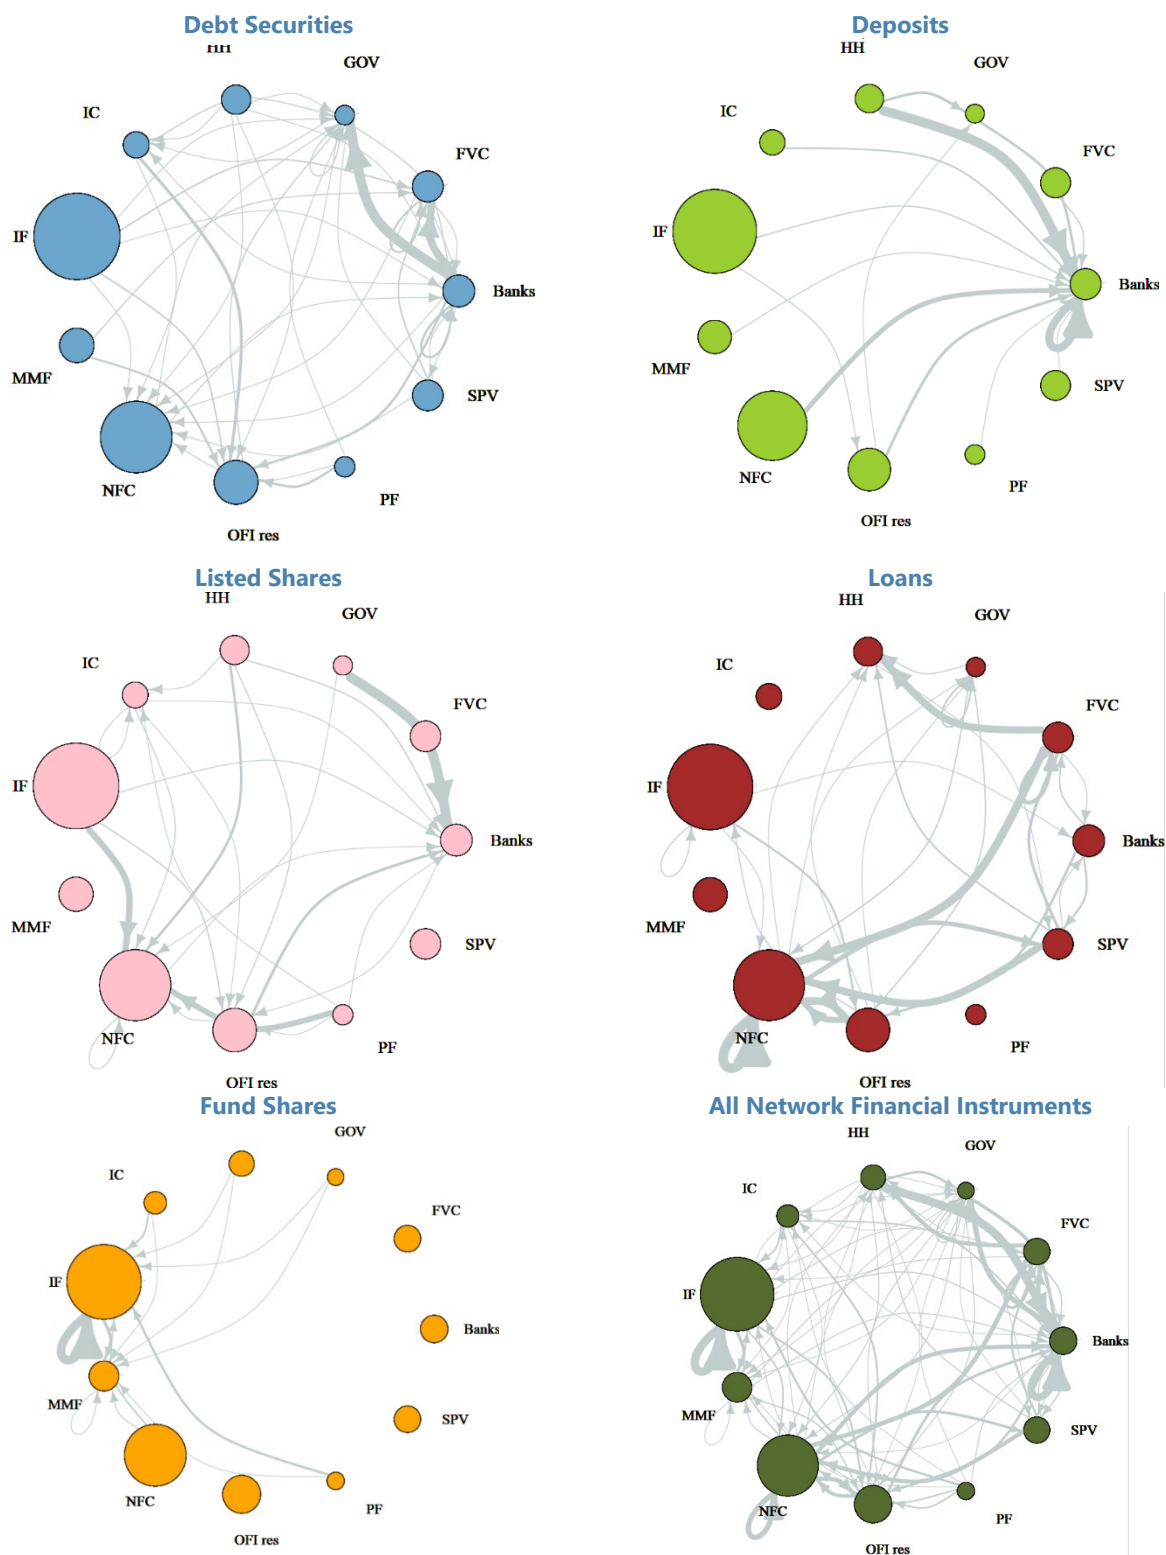 Debt Securities
HH
GOV
IC
FVC
IF
Banks
MMF
SPV
NFC
PF
OFI res
Deposits
HH
GOV
IC
FVC
IF
Banks
MMF
SPV
NFC
PF
OFI res
Listed Shares
HH
GOV
IC
FVC
IF
Banks
MMF
SPV
NFC
PF
OFI res
Loans
HH
GOV
IC
FVC
IF
Banks
MMF
SPV
NFC
PF
OFI res
Fund Shares
GOV
IC
FVC
IF
Banks
MMF
SPV
NFC
PF
OFI res
All Network Financial Instruments
HH
GOV
IC
FVC
IF
Banks
MMF
SPV
NFC
PF
OFI res